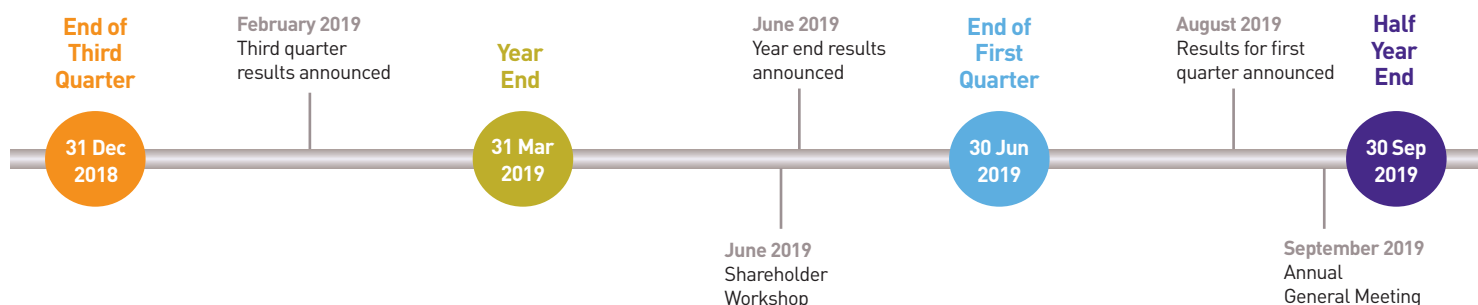 End of
Third
Quarter
31 Dec
2018
February 2019
Third quarter
results announced
Year
End
31 Mar
2019
June 2019
Year end results
announced
June 2019
Shareholder
Workshop
End of
First
Quarter
30 Jun
2019
August 2019
Results for first
quarter announced
Half
Year
End
30 Sep
2019
September 2019
Annual
General Meeting